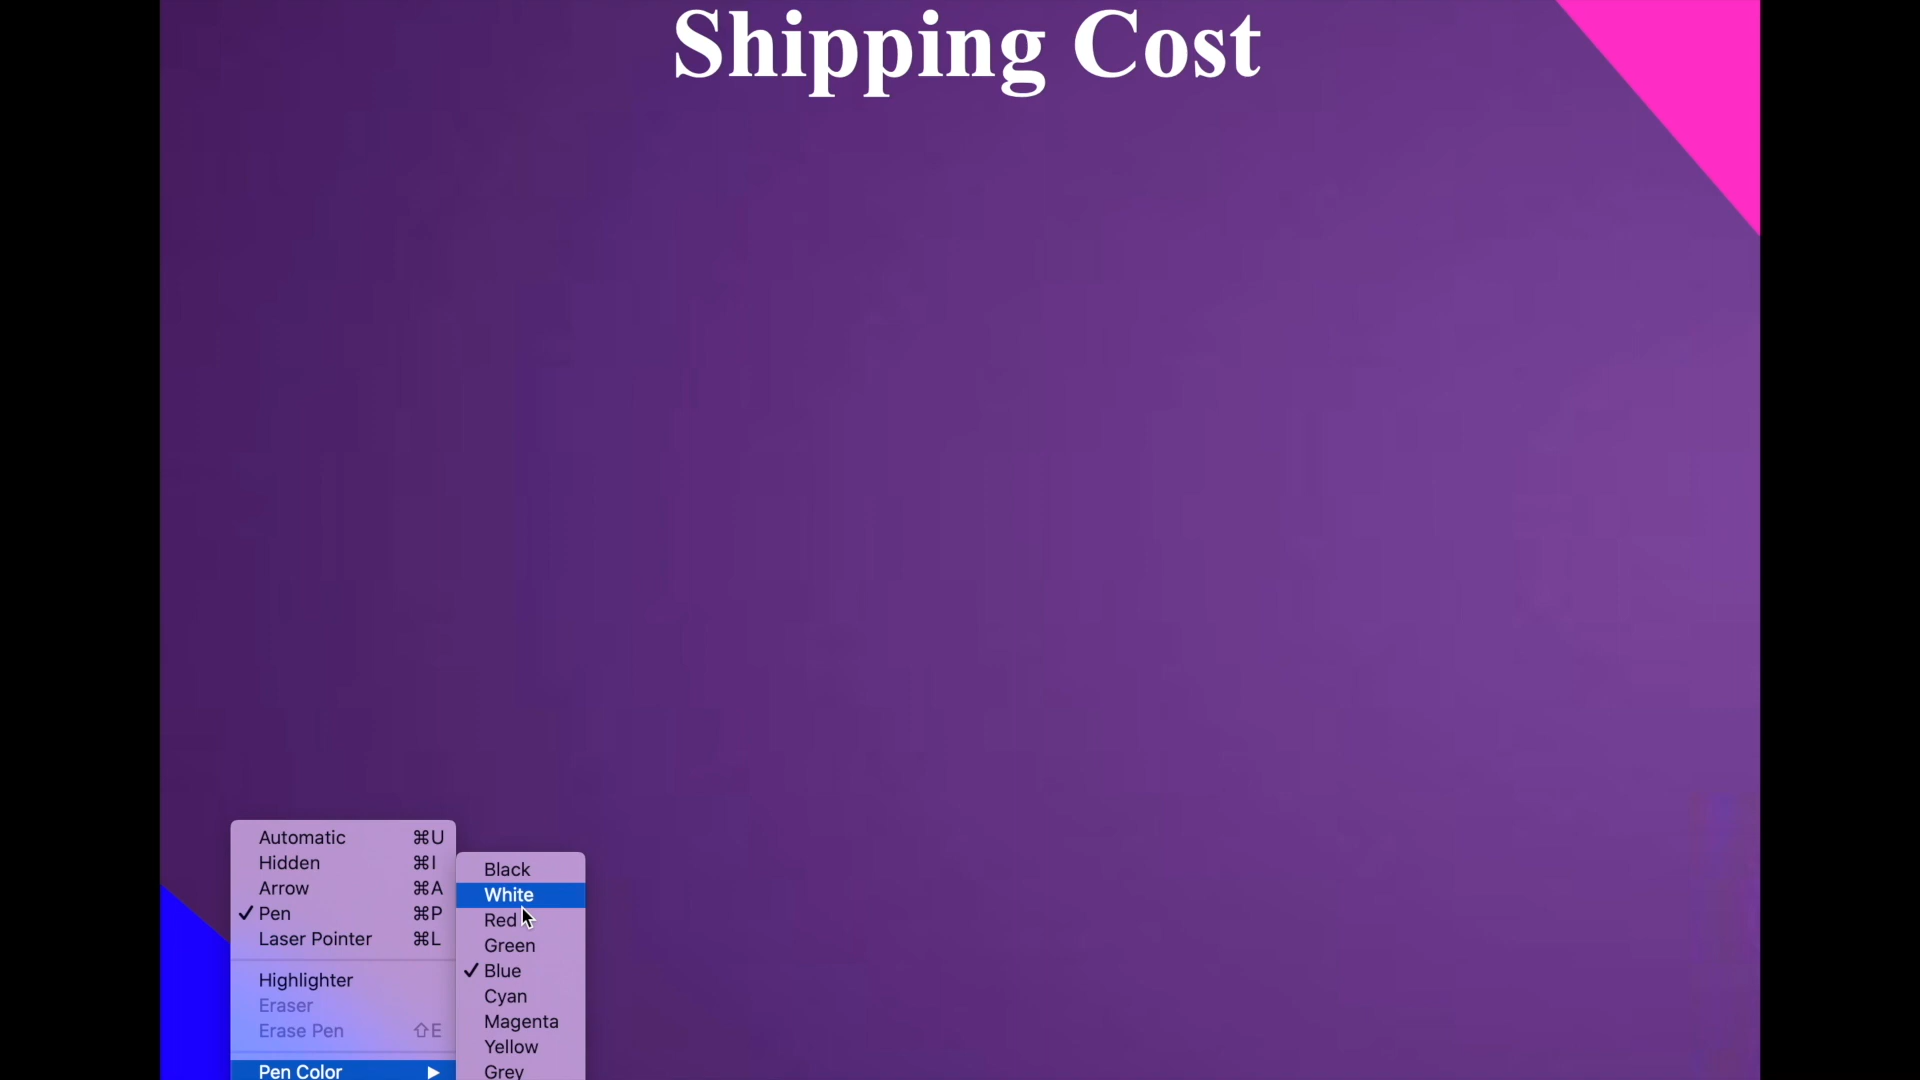 Shipping Cost
Automatic ⌘U
Hidden ⌘I
Arrow ⌘A
✓ Pen ⌘P
Laser Pointer ⌘L
Highlighter
Eraser
Erase Pen ⇧E
Pen Color ▶
Black
White
Red
Green
✓ Blue
Cyan
Magenta
Yellow
Grey